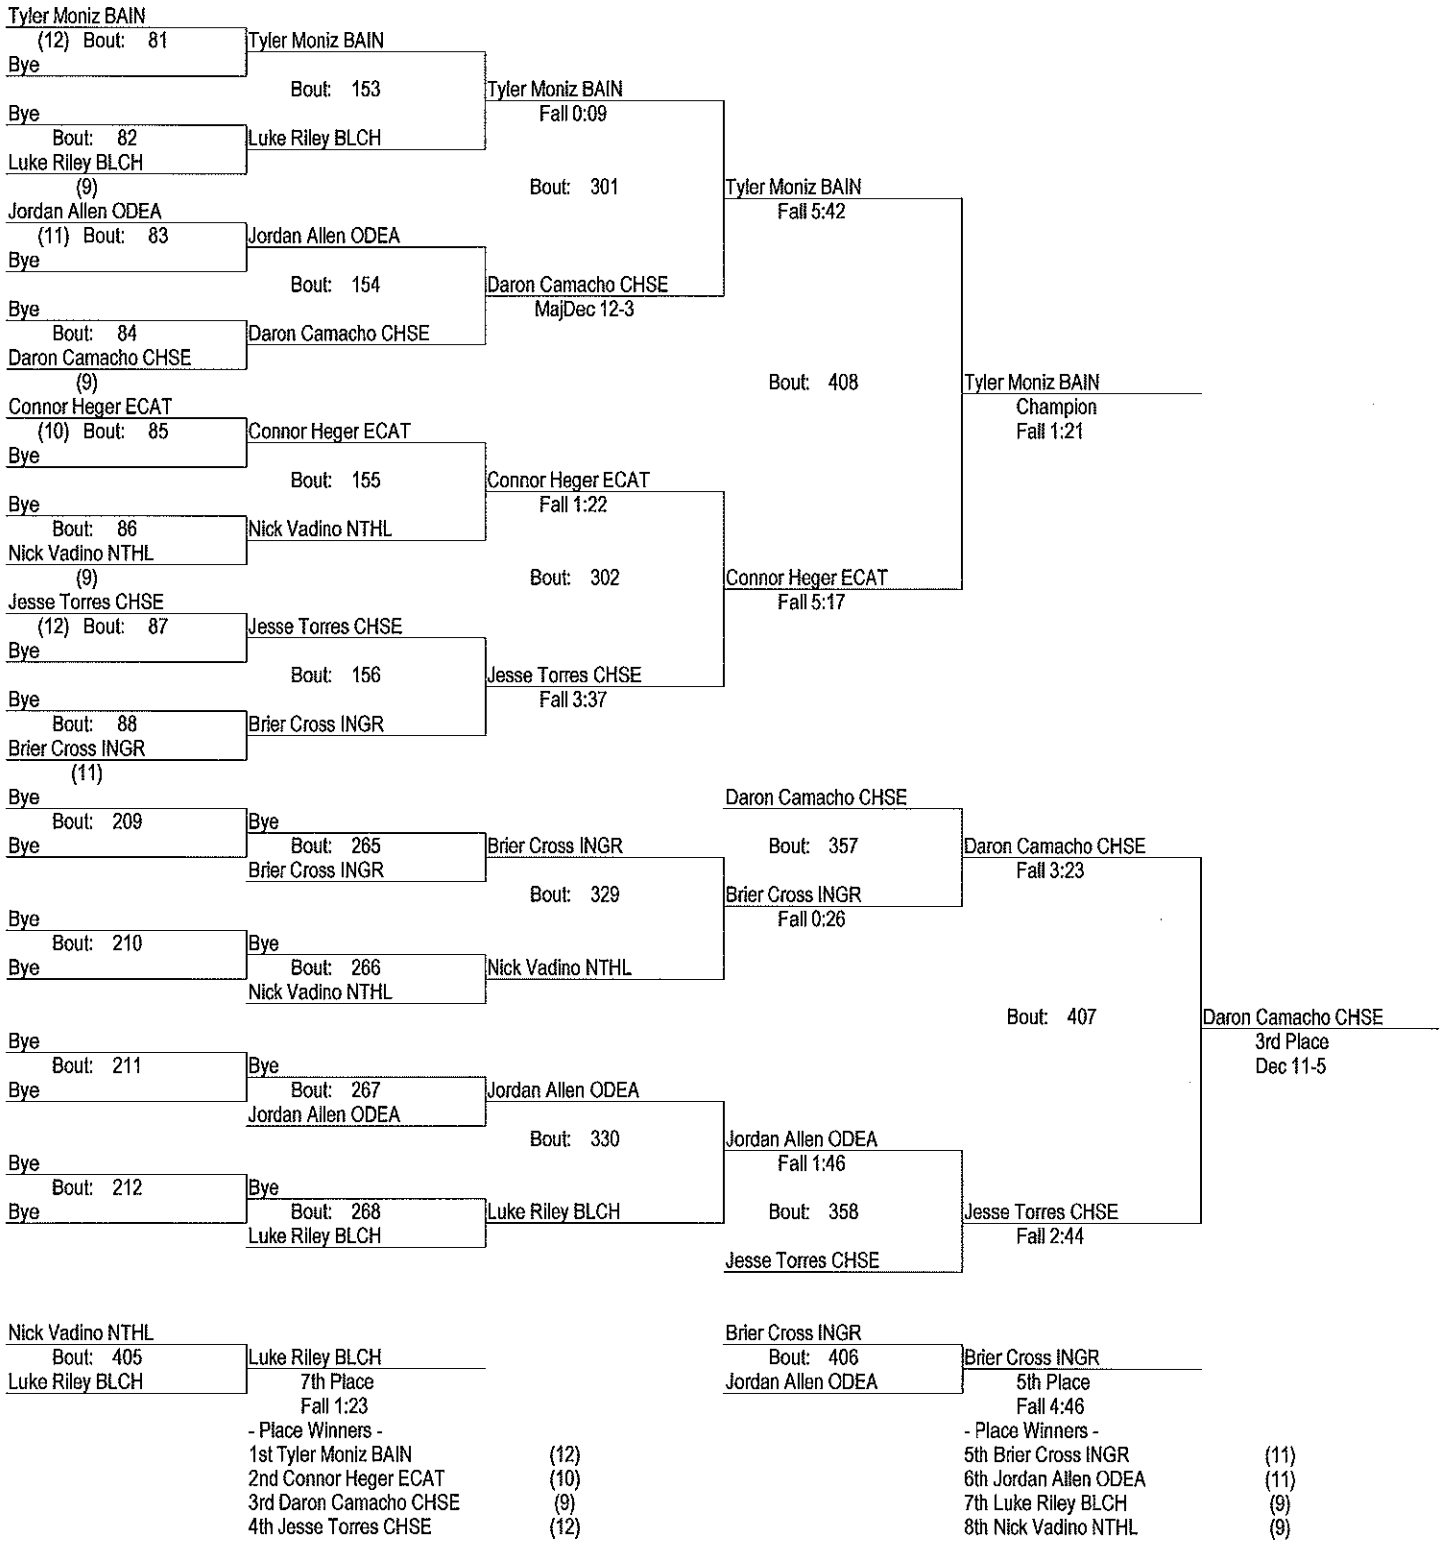 Tyler Moniz BAIN
(12) Bout: 81
Bye
Tyler Moniz BAIN
Bout: 153
Tyler Moniz BAIN
Fall 0:09
Bye
Bout: 82
Luke Riley BLCH
Luke Riley BLCH
(9)
Bout: 301
Tyler Moniz BAIN
Fall 5:42
Jordan Allen ODEA
(11) Bout: 83
Bye
Jordan Allen ODEA
Bout: 154
Daron Camacho CHSE
MajDec 12-3
Bye
Bout: 84
Daron Camacho CHSE
Daron Camacho CHSE
(9)
Bout: 408
Tyler Moniz BAIN
Champion
Fall 1:21
Connor Heger ECAT
(10) Bout: 85
Bye
Connor Heger ECAT
Bout: 155
Connor Heger ECAT
Fall 1:22
Bye
Bout: 86
Nick Vadino NTHL
Nick Vadino NTHL
(9)
Bout: 302
Connor Heger ECAT
Fall 5:17
Jesse Torres CHSE
(12) Bout: 87
Bye
Jesse Torres CHSE
Bout: 156
Jesse Torres CHSE
Fall 3:37
Bye
Bout: 88
Brier Cross INGR
Brier Cross INGR
(11)
Bye
Bout: 209
Bye
Bye
Bout: 265
Brier Cross INGR
Brier Cross INGR
Bout: 329
Daron Camacho CHSE
Bout: 357
Brier Cross INGR
Fall 0:26
Daron Camacho CHSE
Fall 3:23
Bye
Bout: 210
Bye
Bye
Bout: 266
Nick Vadino NTHL
Nick Vadino NTHL
Bout: 407
Daron Camacho CHSE
3rd Place
Dec 11-5
Bye
Bout: 211
Bye
Bye
Bout: 267
Jordan Allen ODEA
Jordan Allen ODEA
Bout: 330
Jordan Allen ODEA
Fall 1:46
Bye
Bout: 212
Bye
Bye
Bout: 268
Luke Riley BLCH
Luke Riley BLCH
Bout: 358
Jesse Torres CHSE
Jesse Torres CHSE
Fall 2:44
Nick Vadino NTHL
Bout: 405
Luke Riley BLCH
Luke Riley BLCH
7th Place
Fall 1:23
Brier Cross INGR
Bout: 406
Jordan Allen ODEA
Brier Cross INGR
5th Place
Fall 4:46
- Place Winners -
1st Tyler Moniz BAIN (12)
2nd Connor Heger ECAT (10)
3rd Daron Camacho CHSE (9)
4th Jesse Torres CHSE (12)
- Place Winners -
5th Brier Cross INGR (11)
6th Jordan Allen ODEA (11)
7th Luke Riley BLCH (9)
8th Nick Vadino NTHL (9)